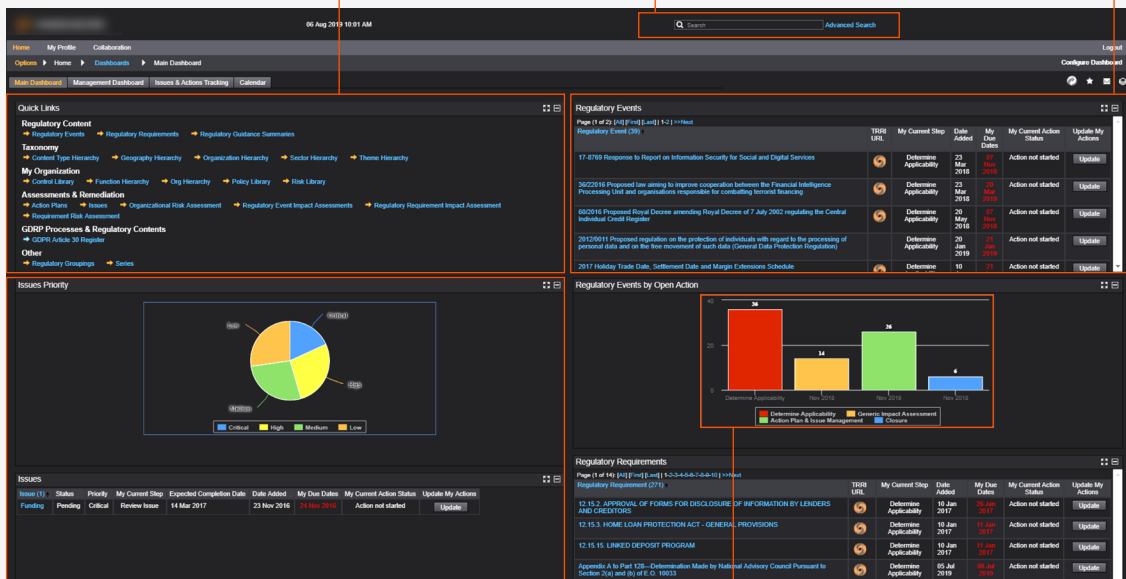 06 Aug 2019 10:01 AM
Search
Advanced Search
Home My Profile Collaboration Logout
Options Home Dashboards Main Dashboard Configure Dashboard
Main Dashboard Management Dashboard Issues & Actions Tracking Calendar
Quick Links
Regulatory Content
Regulatory Events Regulatory Requirements Regulatory Guidance Summaries
Taxonomy
Content Type Hierarchy Geography Hierarchy Organization Hierarchy Sector Hierarchy Theme Hierarchy
My Organization
Control Library Function Hierarchy Org Hierarchy Policy Library Risk Library
Assessments & Remediation
Action Plans Issues Organizational Risk Assessment Regulatory Event Impact Assessments Regulatory Requirement Impact Assessment
Requirement Risk Assessment
GDRP Processes & Regulatory Contents
GDPR Article 30 Register
Other
Regulatory Groupings Series
Regulatory Events
Page (1 of 2): [All] [First] [Last] | 1-2 | >>Next
Regulatory Event (39) TRRI URL My Current Step Date Added My Due Dates My Current Action Status Update My Actions
17-8769 Response to Report on Information Security for Social and Digital Services Determine Applicability 23 Mar 2018 07 Nov 2018 Action not started Update
36/22016 Proposed law aiming to improve cooperation between the Financial Intelligence
Processing Unit and organisations responsible for combatting terrorist financing Determine Applicability 23 Mar 2018 20 Mar 2018 Action not started Update
60/2016 Proposed Royal Decree amending Royal Decree of 7 July 2002 regulating the Central
Individual Credit Register Determine Applicability 20 May 2018 07 Nov 2018 Action not started Update
2012/0011 Proposed regulation on the protection of individuals with regard to the processing of
personal data and on the free movement of such data (General Data Protection Regulation) Determine Applicability 20 Jan 2019 21 Jan 2019 Action not started Update
2017 Holiday Trade Date, Settlement Date and Margin Extensions Schedule Determine 10 21 Action not started Update
Issues Priority
Critical
High
Medium
Low
Critical High Medium Low
Regulatory Events by Open Action
40
20
0
36
14
26
6
Determine Applicability Nov 2018 Nov 2018 Nov 2018
Determine Applicability Generic Impact Assessment
Action Plan & Issue Management Closure
Issues
Issue (1) Status Priority My Current Step Expected Completion Date Date Added My Due Dates My Current Action Status Update My Actions
Funding Pending Critical Review Issue 14 Mar 2017 23 Nov 2016 24 Nov 2016 Action not started Update
Regulatory Requirements
Page (1 of 14): [All] [First] [Last] | 1-2-3-4-5-6-7-8-9-10 | >>Next
Regulatory Requirement (271) TRRI URL My Current Step Date Added My Due Dates My Current Action Status Update My Actions
12.15.2. APPROVAL OF FORMS FOR DISCLOSURE OF INFORMATION BY LENDERS
AND CREDITORS Determine Applicability 10 Jan 2017 Jan 2017 Action not started Update
12.15.3. HOME LOAN PROTECTION ACT - GENERAL PROVISIONS Determine Applicability 10 Jan 2017 11 Jan 2017 Action not started Update
12.15.15. LINKED DEPOSIT PROGRAM Determine Applicability 10 Jan 2017 11 Jan 2017 Action not started Update
Appendix A to Part 128—Determination Made by National Advisory Council Pursuant to
Section 2(a) and (b) of E.O. 10033 Determine Applicability 05 Jul 2019 Jul 2019 Action not started Update